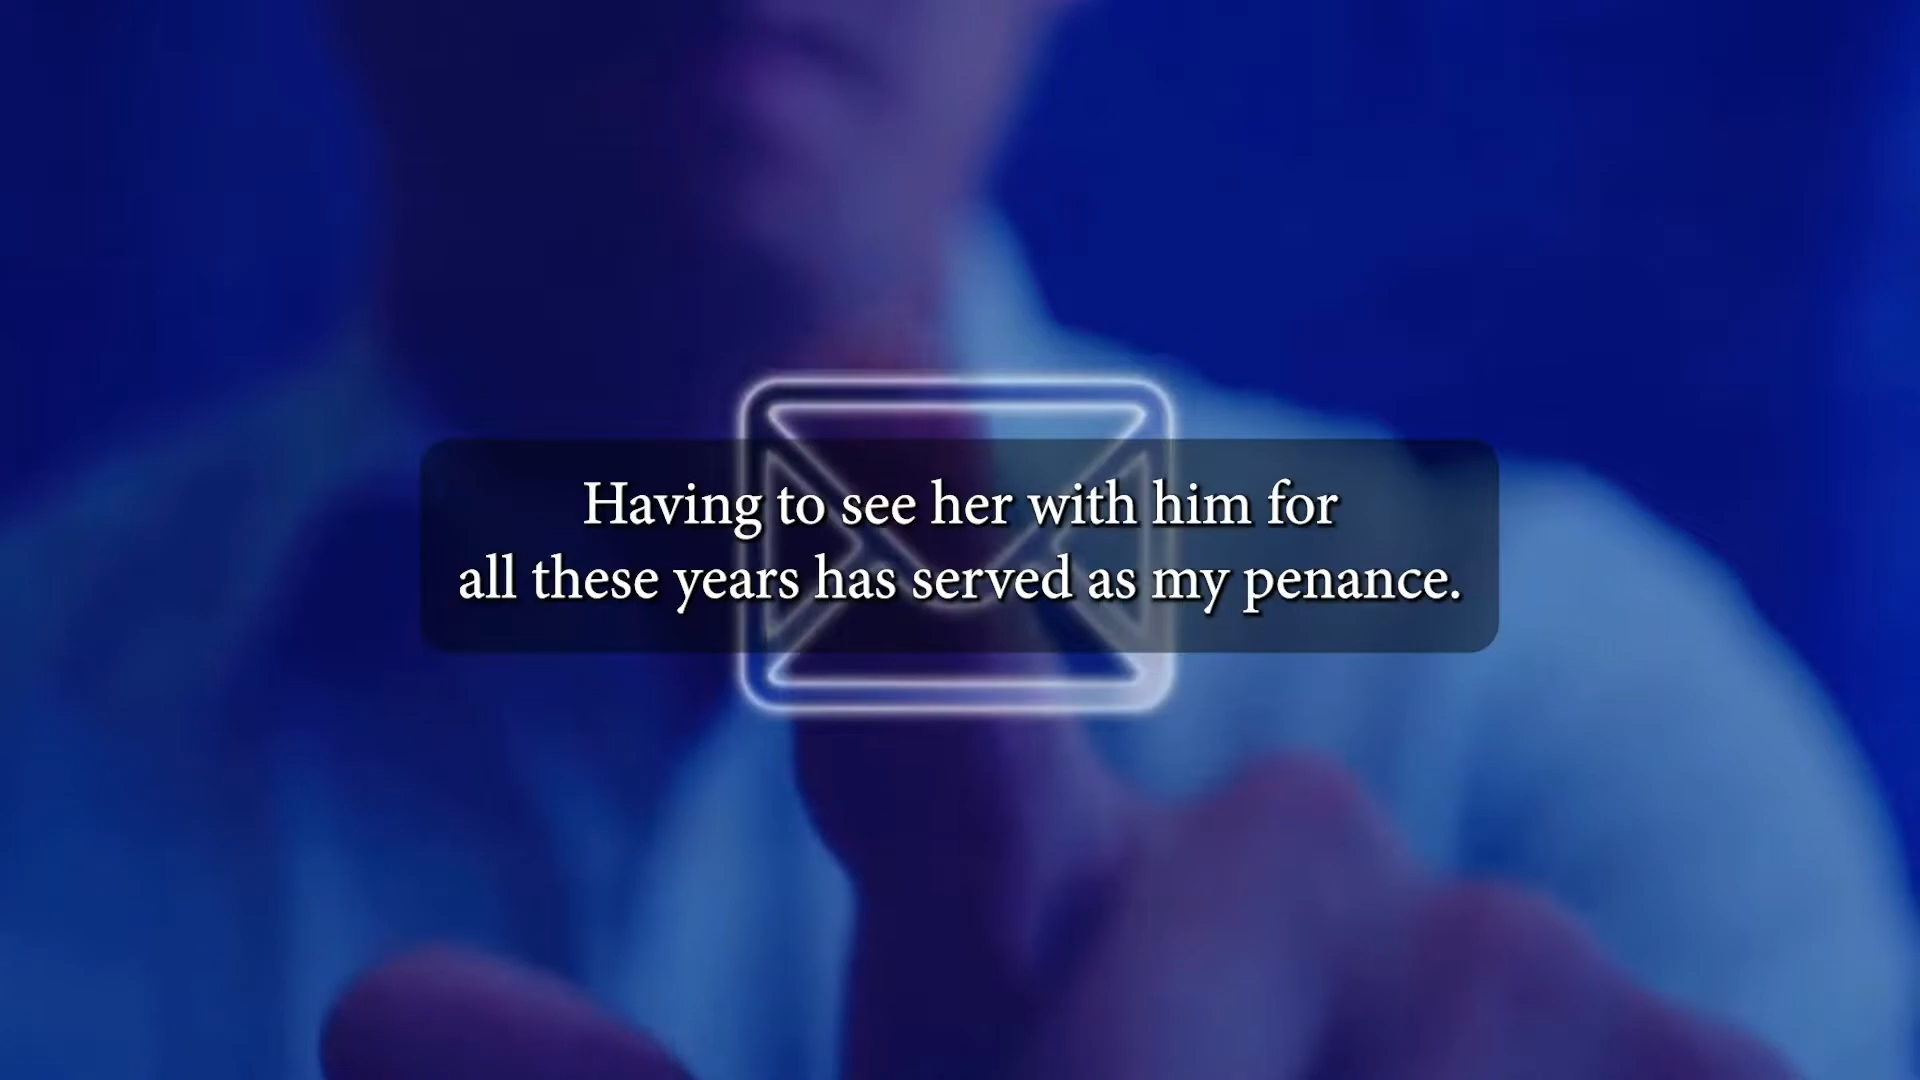 Having to see her with him for
all these years has served as my penance.